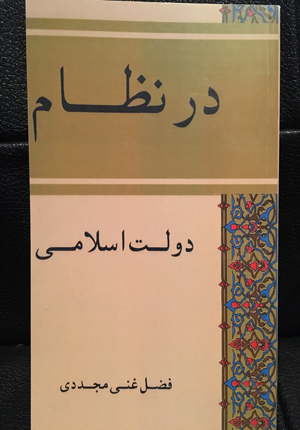 در نظام
دولت اسلامی
فضل غنی مجددی